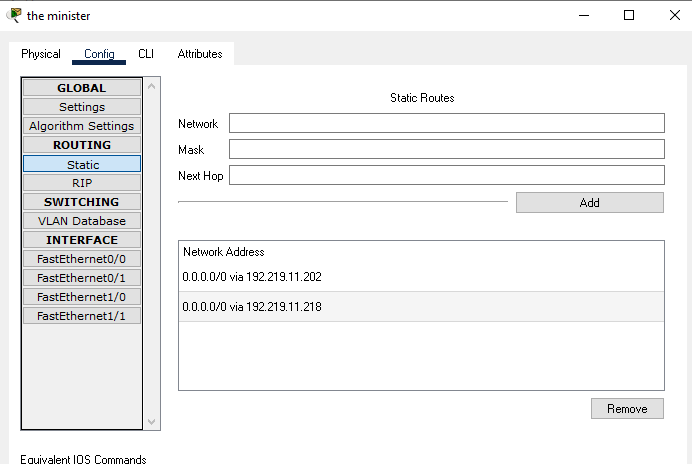 the minister
Physical Config CLI Attributes
GLOBAL
Settings
Algorithm Settings
ROUTING
Static
RIP
SWITCHING
VLAN Database
INTERFACE
FastEthernet0/0
FastEthernet0/1
FastEthernet1/0
FastEthernet1/1
Static Routes
Network
Mask
Next Hop
Add
Network Address
0.0.0.0/0 via 192.219.11.202
0.0.0.0/0 via 192.219.11.218
Remove
Equivalent IOS Commands